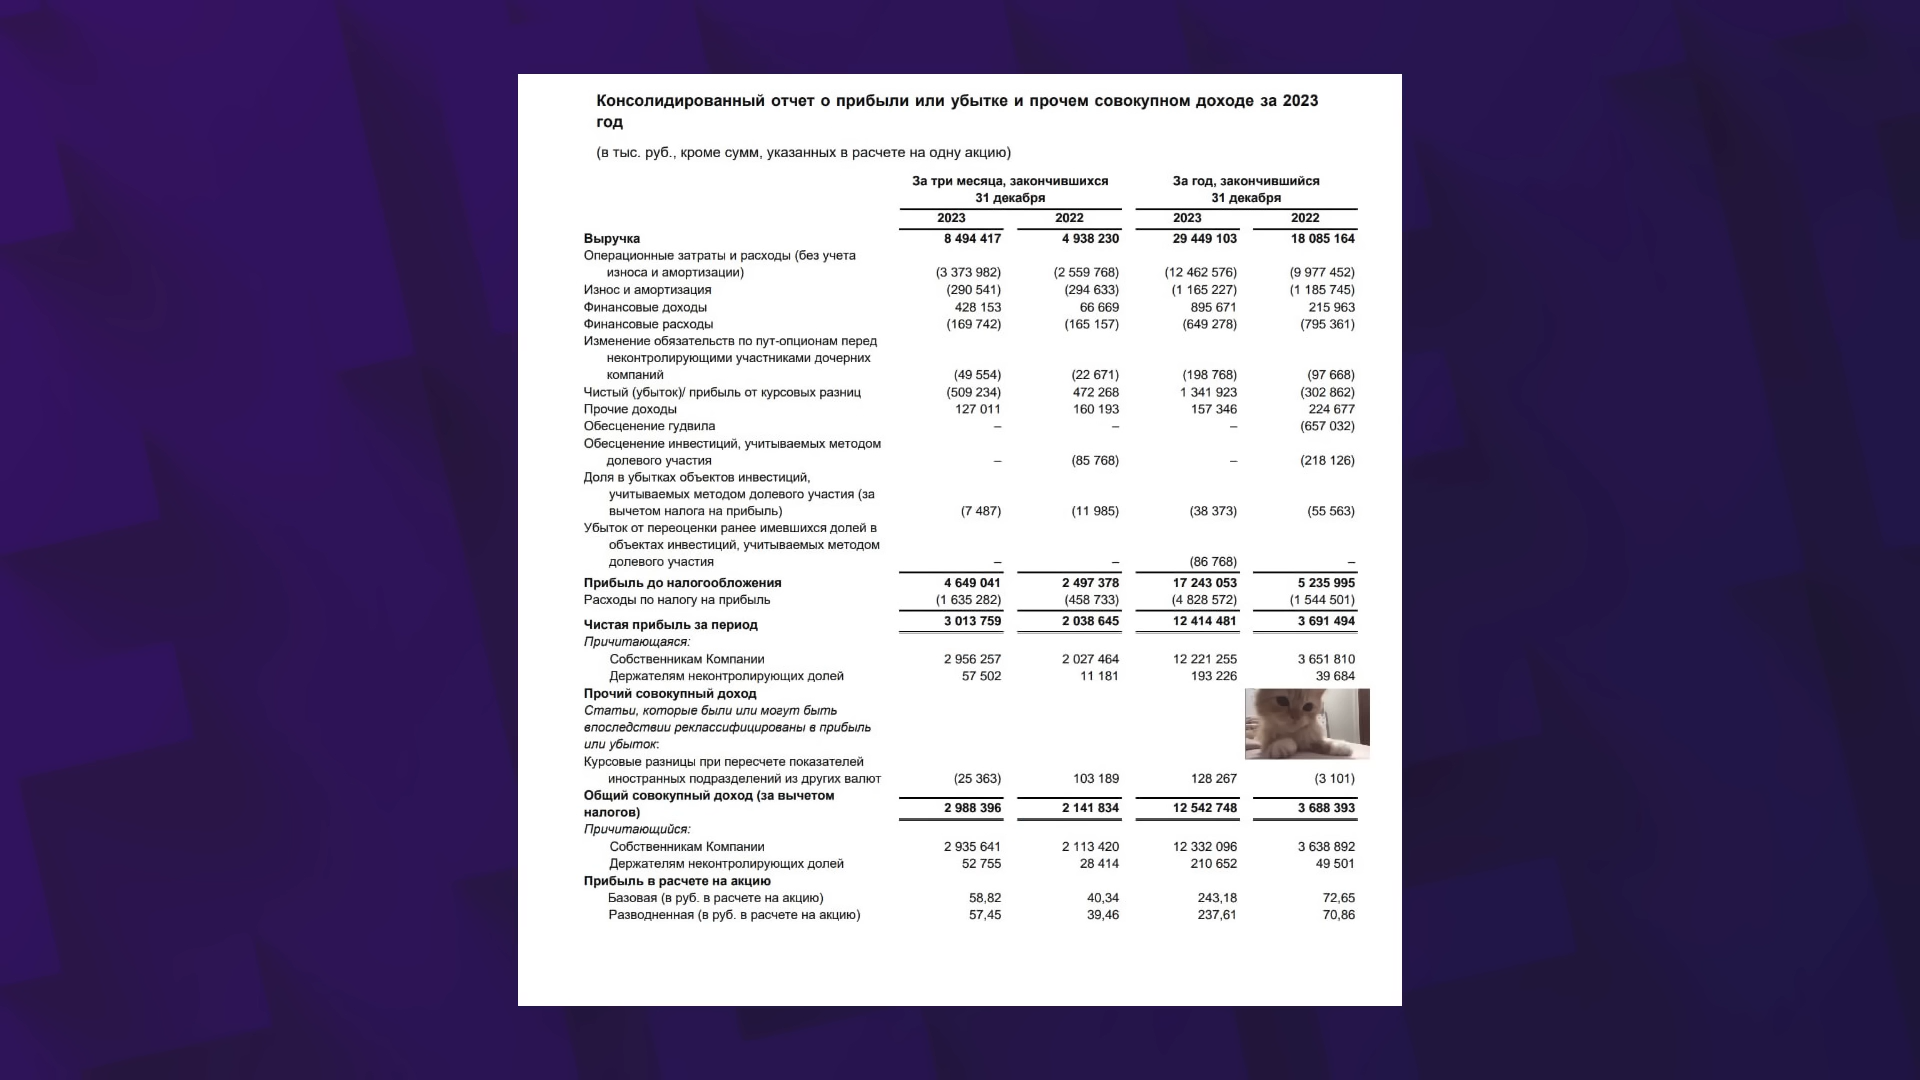 Консолидированный отчет о прибыли или убытке и прочем совокупном доходе за 2023
год
(в тыс. руб., кроме сумм, указанных в расчете на одну акцию)
За три месяца, закончившихся За год, закончившийся
31 декабря 31 декабря
2023 2022 2023 2022
Выручка 8 494 417 4 938 230 29 449 103 18 085 164
Операционные затраты и расходы (без учета
износа и амортизации) (3 373 982) (2 559 768) (12 462 576) (9 977 452)
Износ и амортизация (290 541) (294 633) (1 165 227) (1 185 745)
Финансовые доходы 428 153 66 669 895 671 215 963
Финансовые расходы (169 742) (165 157) (649 278) (795 361)
Изменение обязательств по пут-опционам перед
неконтролирующими участниками дочерних
компаний (49 554) (22 671) (198 768) (97 668)
Чистый (убыток)/ прибыль от курсовых разниц (509 234) 472 268 1 341 923 (302 862)
Прочие доходы 127 011 160 193 157 346 224 677
Обесценение гудвила – – – (657 032)
Обесценение инвестиций, учитываемых методом
долевого участия – (85 768) – (218 126)
Доля в убытках объектов инвестиций,
учитываемых методом долевого участия (за
вычетом налога на прибыль) (7 487) (11 985) (38 373) (55 563)
Убыток от переоценки ранее имевшихся долей в
объектах инвестиций, учитываемых методом
долевого участия – – (86 768) –
Прибыль до налогообложения 4 649 041 2 497 378 17 243 053 5 235 995
Расходы по налогу на прибыль (1 635 282) (458 733) (4 828 572) (1 544 501)
Чистая прибыль за период 3 013 759 2 038 645 12 414 481 3 691 494
Причитающаяся:
Собственникам Компании 2 956 257 2 027 464 12 221 255 3 651 810
Держателям неконтролирующих долей 57 502 11 181 193 226 39 684
Прочий совокупный доход
Статьи, которые были или могут быть
впоследствии реклассифицированы в прибыль
или убыток:
Курсовые разницы при пересчете показателей
иностранных подразделений из других валют (25 363) 103 189 128 267 (3 101)
Общий совокупный доход (за вычетом
налогов) 2 988 396 2 141 834 12 542 748 3 688 393
Причитающийся:
Собственникам Компании 2 935 641 2 113 420 12 332 096 3 638 892
Держателям неконтролирующих долей 52 755 28 414 210 652 49 501
Прибыль в расчете на акцию
Базовая (в руб. в расчете на акцию) 58,82 40,34 243,18 72,65
Разводненная (в руб. в расчете на акцию) 57,45 39,46 237,61 70,86